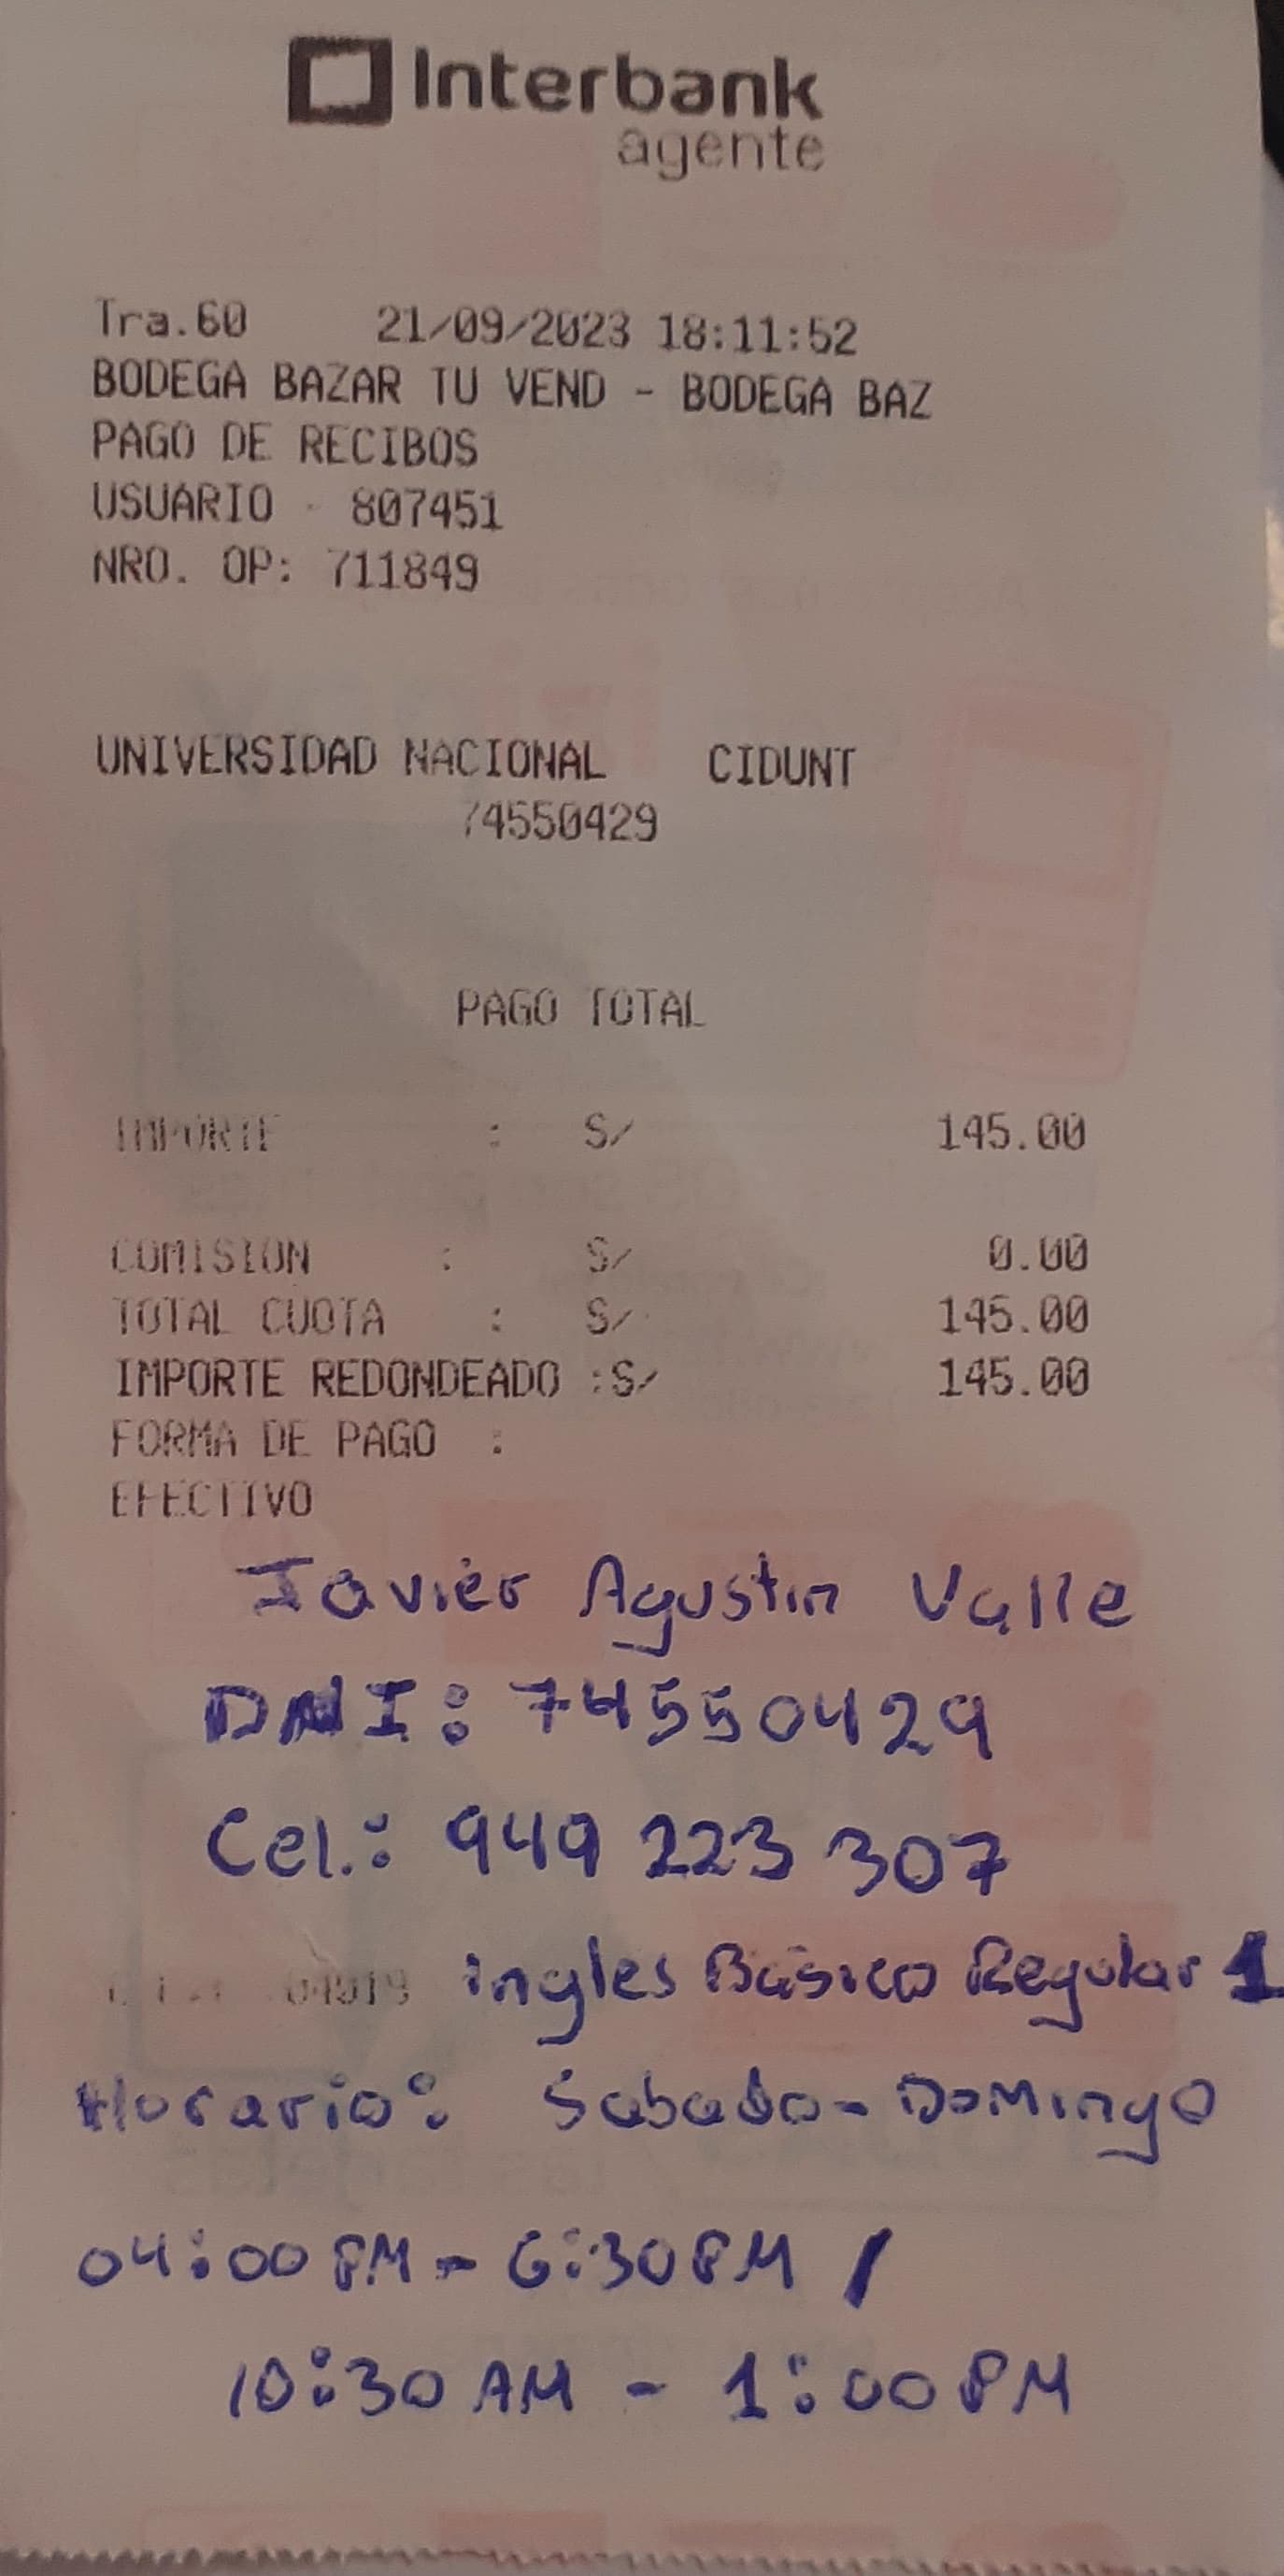 Interbank
agente
Tra.60 21/09/2023 18:11:52
BODEGA BAZAR TU VEND - BODEGA BAZ
PAGO DE RECIBOS
USUARIO 807451
NRO. OP: 711849
UNIVERSIDAD NACIONAL CIDUNT
74550429
PAGO TOTAL
IMPORTE : S/ 145.00
COMISION : S/ 0.00
TOTAL CUOTA : S/ 145.00
IMPORTE REDONDEADO :S/ 145.00
FORMA DE PAGO :
EFECTIVO
Javier Agustin Valle
DNI: 74550429
Cel.: 949 223 307
ingles Basico Regular 1
Horario: Sabado - Domingo
04:00 PM - 6:30 PM /
10:30 AM - 1:00 PM